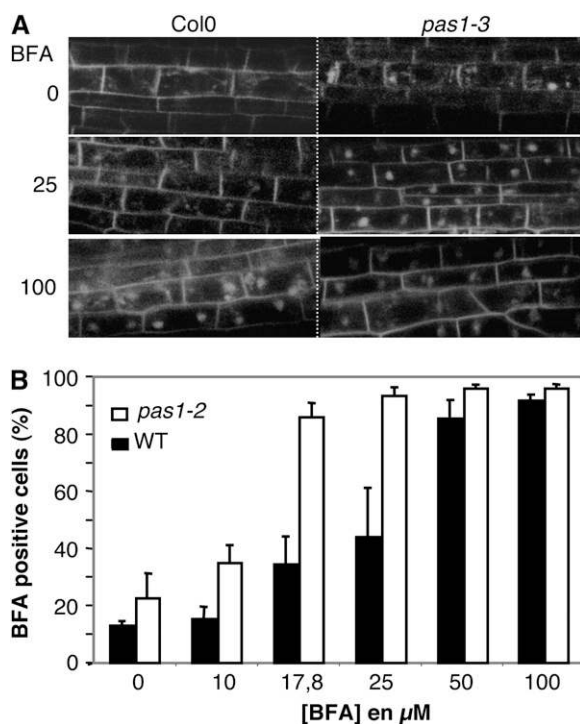 A
Col0 pas1-3
BFA
0
25
100
B
100
80
60
40
20
0
BFA positive cells (%)
pas1-2
WT
0 10 17,8 25 50 100
[BFA] en µM